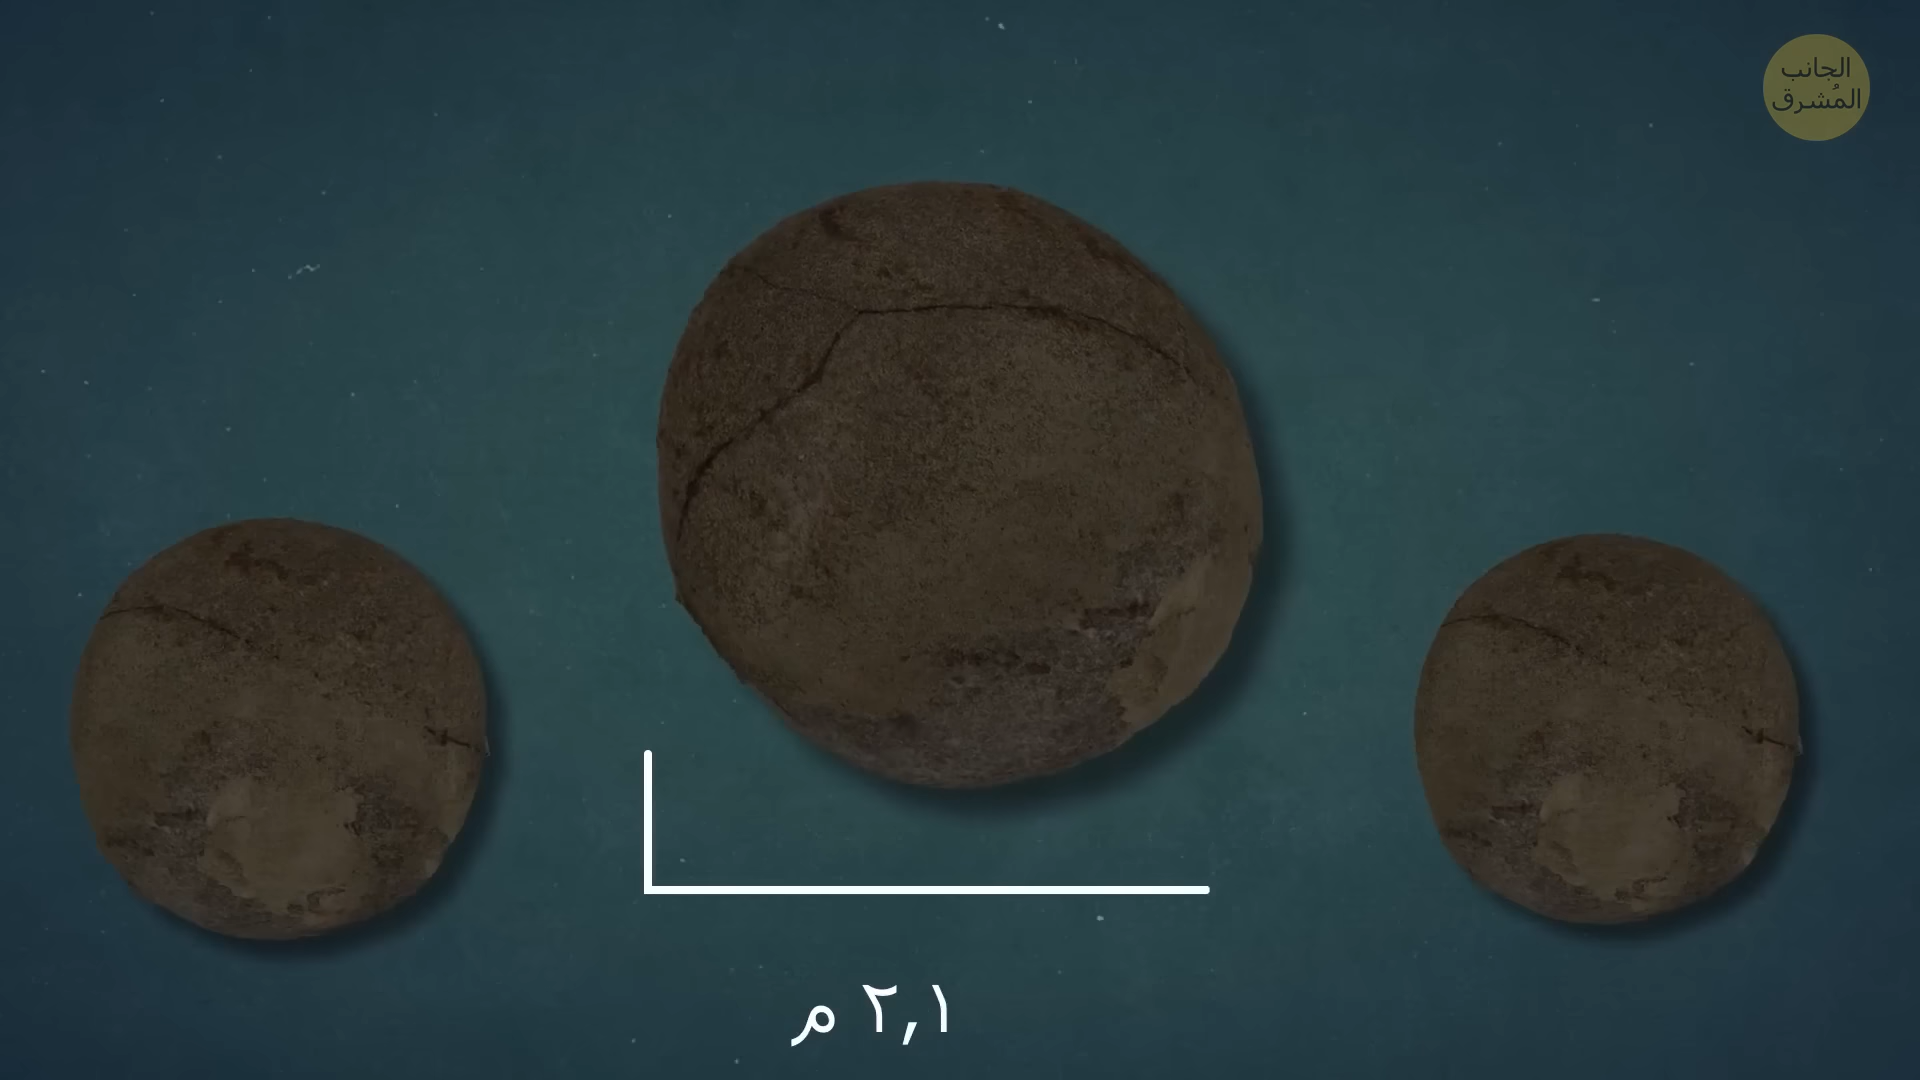 الجانب
المُشرق
٢,١ م